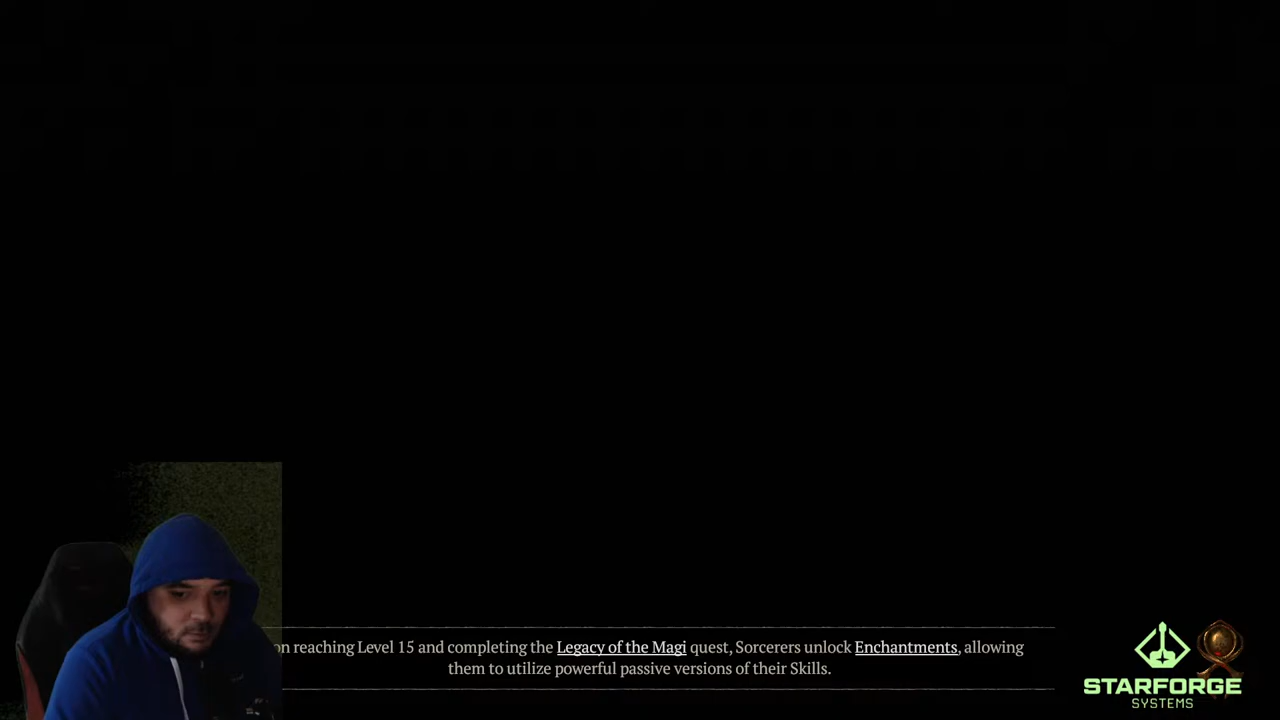 on reaching Level 15 and completing the Legacy of the Magi quest, Sorcerers unlock Enchantments, allowing
them to utilize powerful passive versions of their Skills.
STARFORGE
SYSTEMS